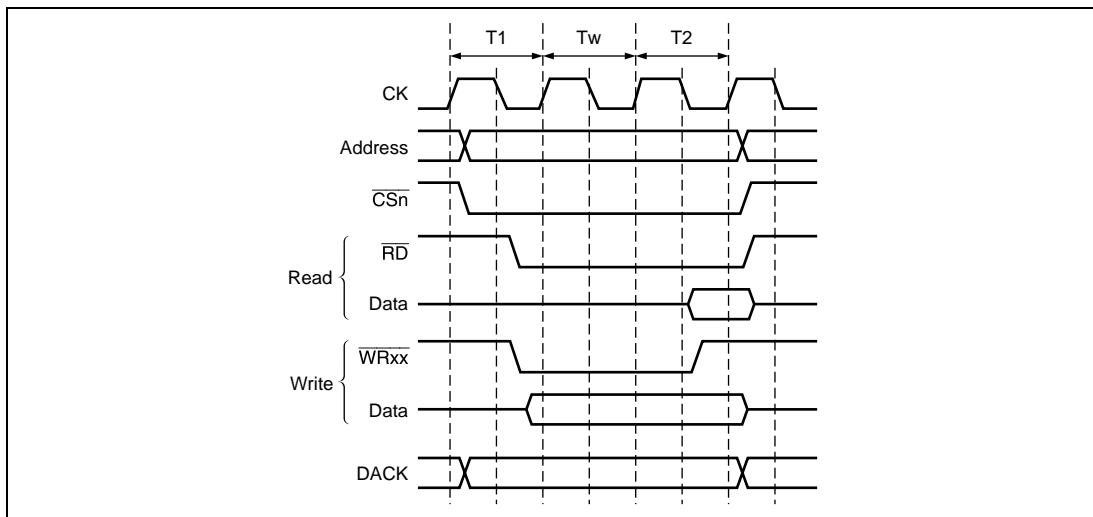 T1 Tw T2
CK
Address
CSn
RD
Read
Data
WRxx
Write
Data
DACK